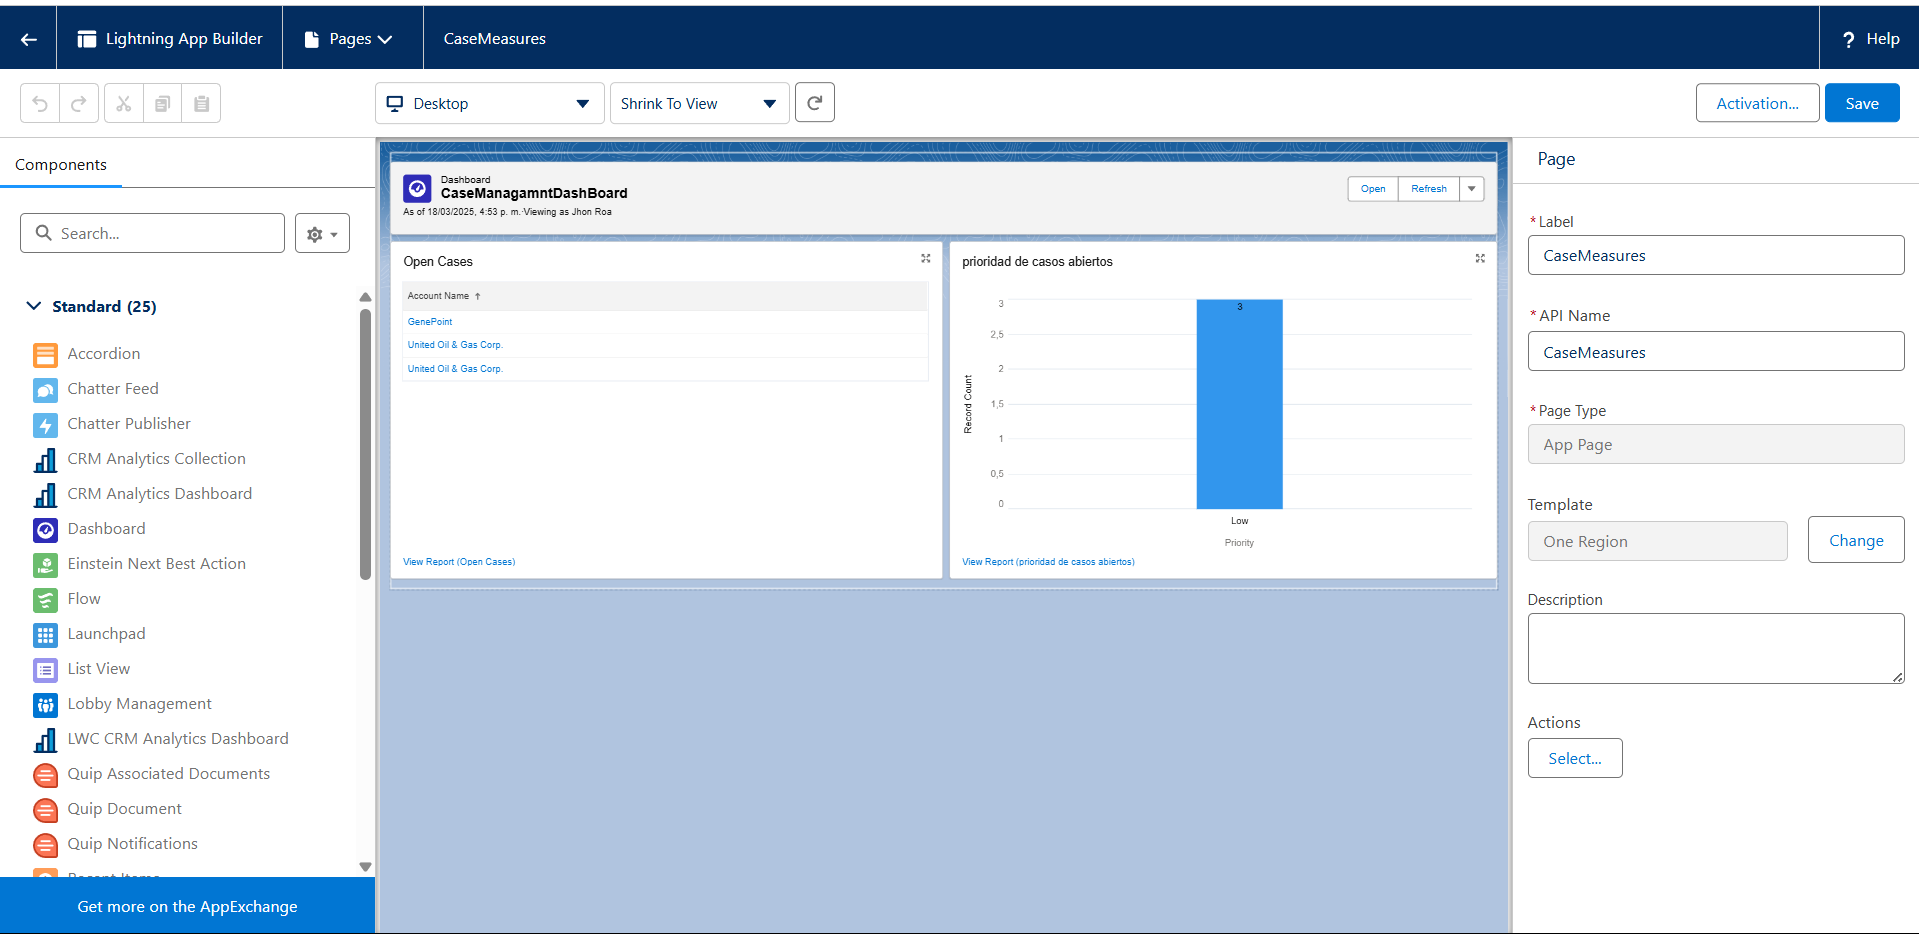 Lightning App Builder
Pages
CaseMeasures
? Help
Desktop
Shrink To View
Activation...
Save
Components
Search...
Standard (25)
Accordion
Chatter Feed
Chatter Publisher
CRM Analytics Collection
CRM Analytics Dashboard
Dashboard
Einstein Next Best Action
Flow
Launchpad
List View
Lobby Management
LWC CRM Analytics Dashboard
Quip Associated Documents
Quip Document
Quip Notifications
Get more on the AppExchange
Dashboard
CaseManagamntDashBoard
As of 18/03/2025, 4:53 p. m.·Viewing as Jhon Roa
Open
Refresh
Open Cases
Account Name ↑
GenePoint
United Oil & Gas Corp.
United Oil & Gas Corp.
View Report (Open Cases)
prioridad de casos abiertos
3
2,5
2
1,5
1
0,5
0
Record Count
3
Low
Priority
View Report (prioridad de casos abiertos)
Page
*Label
CaseMeasures
*API Name
CaseMeasures
*Page Type
App Page
Template
One Region
Change
Description
Actions
Select...